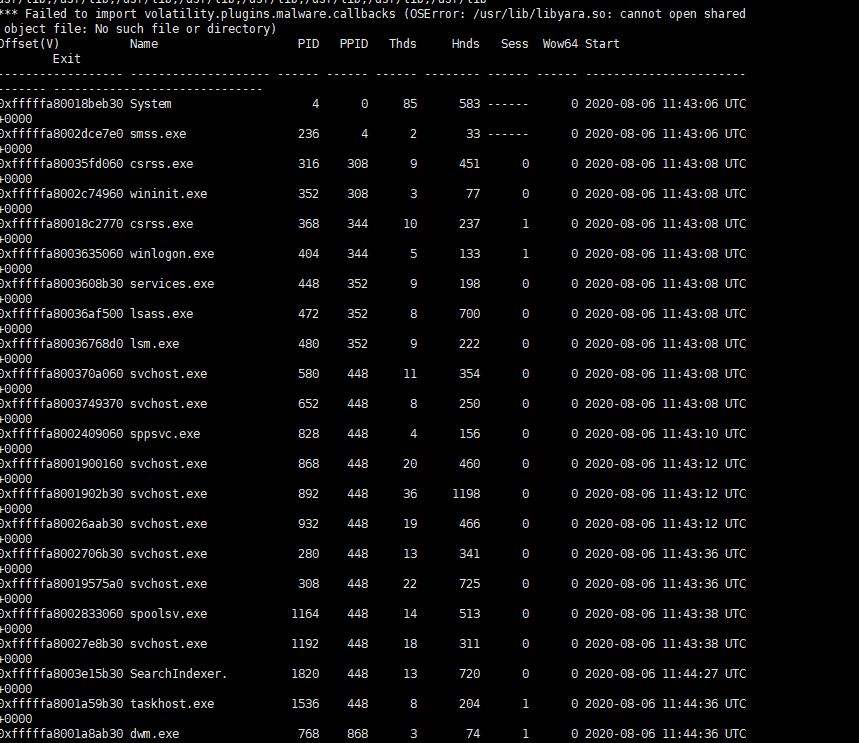 usr/lib;/usr/lib;/usr/lib;/usr/lib;/usr/lib;/usr/lib;/usr/lib
*** Failed to import volatility.plugins.malware.callbacks (OSError: /usr/lib/libyara.so: cannot open shared
object file: No such file or directory)
Offset(V) Name PID PPID Thds Hnds Sess Wow64 Start
Exit
------------------ -------------------- ------ ------ ------ -------- ------ ------ -----------------------
------- ------------------------------
0xfffffa80018beb30 System 4 0 85 583 ------ 0 2020-08-06 11:43:06 UTC
+0000
0xfffffa8002dce7e0 smss.exe 236 4 2 33 ------ 0 2020-08-06 11:43:06 UTC
+0000
0xfffffa80035fd060 csrss.exe 316 308 9 451 0 0 2020-08-06 11:43:08 UTC
+0000
0xfffffa8002c74960 wininit.exe 352 308 3 77 0 0 2020-08-06 11:43:08 UTC
+0000
0xfffffa80018c2770 csrss.exe 368 344 10 237 1 0 2020-08-06 11:43:08 UTC
+0000
0xfffffa8003635060 winlogon.exe 404 344 5 133 1 0 2020-08-06 11:43:08 UTC
+0000
0xfffffa8003608b30 services.exe 448 352 9 198 0 0 2020-08-06 11:43:08 UTC
+0000
0xfffffa80036af500 lsass.exe 472 352 8 700 0 0 2020-08-06 11:43:08 UTC
+0000
0xfffffa80036768d0 lsm.exe 480 352 9 222 0 0 2020-08-06 11:43:08 UTC
+0000
0xfffffa800370a060 svchost.exe 580 448 11 354 0 0 2020-08-06 11:43:08 UTC
+0000
0xfffffa8003749370 svchost.exe 652 448 8 250 0 0 2020-08-06 11:43:08 UTC
+0000
0xfffffa8002409060 sppsvc.exe 828 448 4 156 0 0 2020-08-06 11:43:10 UTC
+0000
0xfffffa8001900160 svchost.exe 868 448 20 460 0 0 2020-08-06 11:43:12 UTC
+0000
0xfffffa8001902b30 svchost.exe 892 448 36 1198 0 0 2020-08-06 11:43:12 UTC
+0000
0xfffffa80026aab30 svchost.exe 932 448 19 466 0 0 2020-08-06 11:43:12 UTC
+0000
0xfffffa8002706b30 svchost.exe 280 448 13 341 0 0 2020-08-06 11:43:36 UTC
+0000
0xfffffa80019575a0 svchost.exe 308 448 22 725 0 0 2020-08-06 11:43:36 UTC
+0000
0xfffffa8002833060 spoolsv.exe 1164 448 14 513 0 0 2020-08-06 11:43:38 UTC
+0000
0xfffffa80027e8b30 svchost.exe 1192 448 18 311 0 0 2020-08-06 11:43:38 UTC
+0000
0xfffffa8003e15b30 SearchIndexer. 1820 448 13 720 0 0 2020-08-06 11:44:27 UTC
+0000
0xfffffa8001a59b30 taskhost.exe 1536 448 8 204 1 0 2020-08-06 11:44:36 UTC
+0000
0xfffffa8001a8ab30 dwm.exe 768 868 3 74 1 0 2020-08-06 11:44:36 UTC